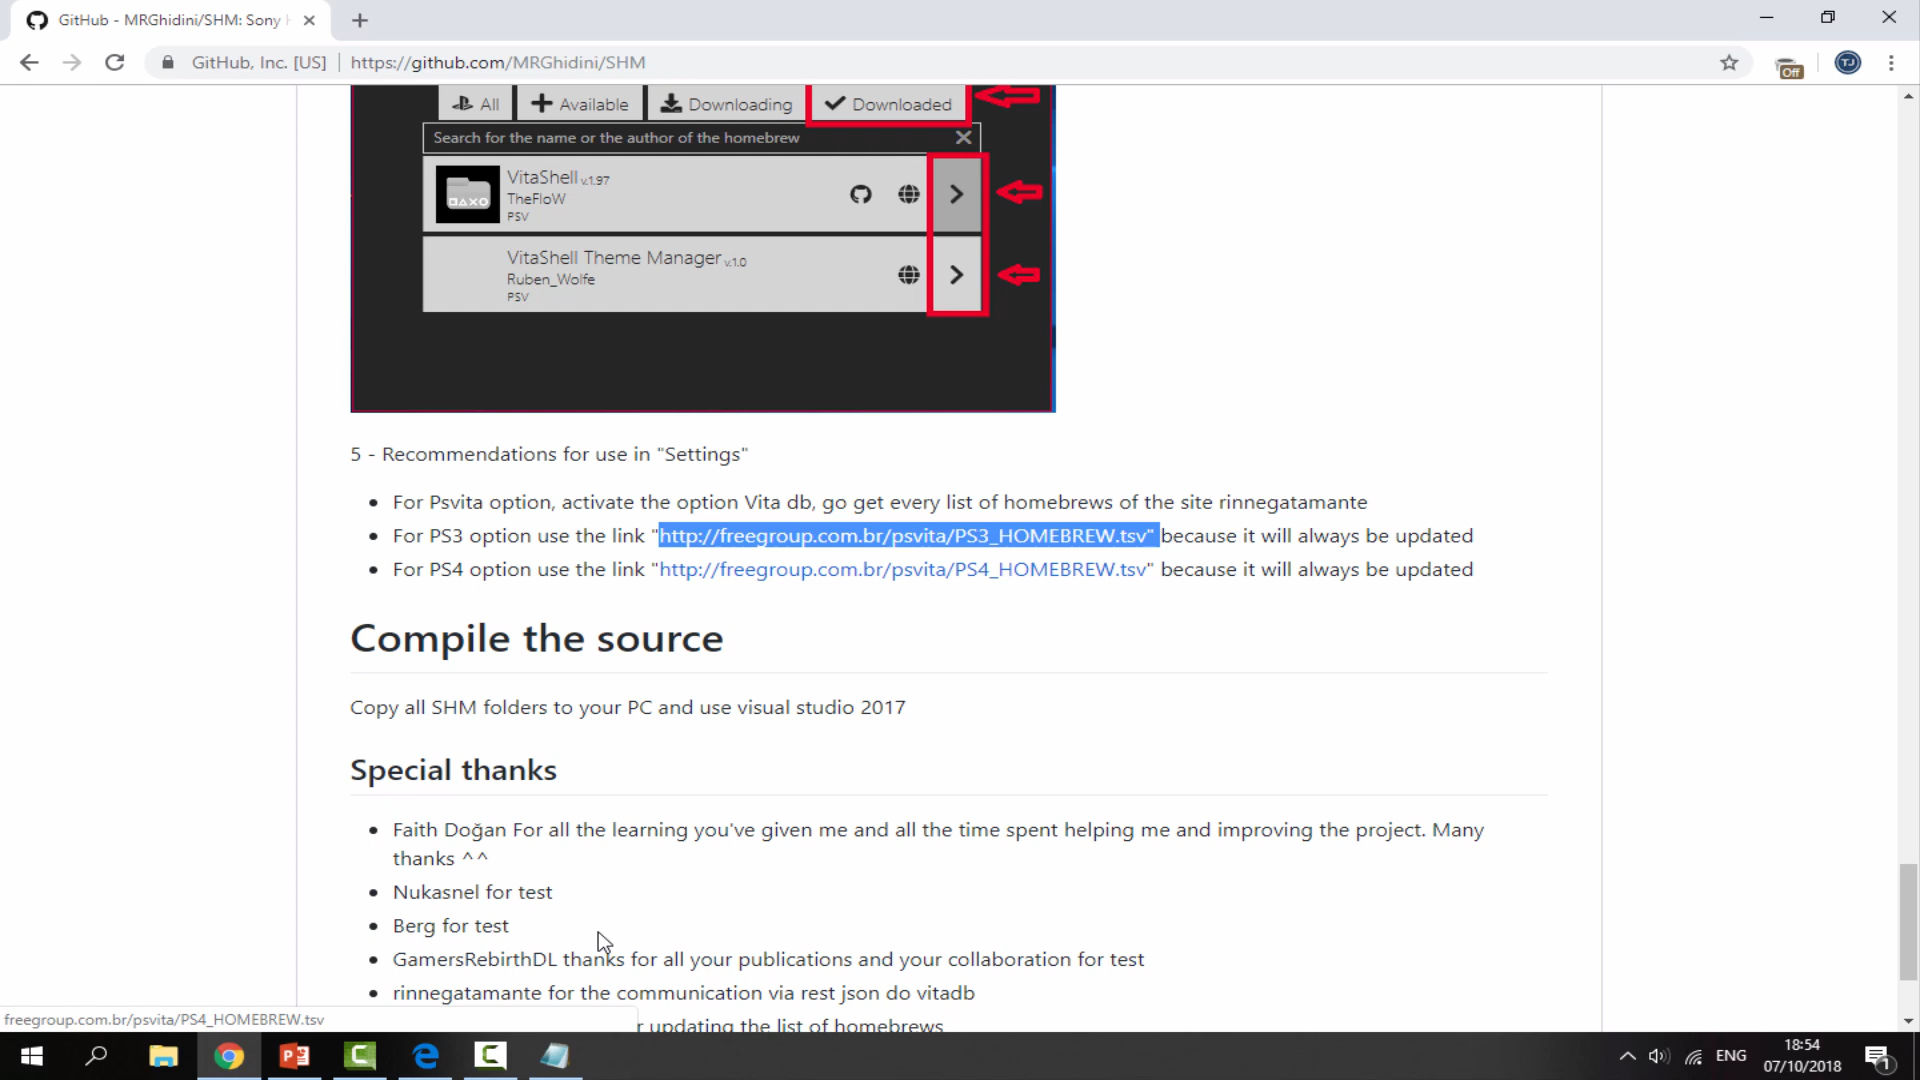 GitHub - MRGhidini/SHM: Sony
GitHub, Inc. [US] | https://github.com/MRGhidini/SHM
Off
TJ
All Available Downloading Downloaded
Search for the name or the author of the homebrew
VitaShell v.1.97
TheFloW
PSV
VitaShell Theme Manager v.1.0
Ruben_Wolfe
PSV
5 - Recommendations for use in "Settings"
• For Psvita option, activate the option Vita db, go get every list of homebrews of the site rinnegatamante
• For PS3 option use the link "http://freegroup.com.br/psvita/PS3_HOMEBREW.tsv" because it will always be updated
• For PS4 option use the link "http://freegroup.com.br/psvita/PS4_HOMEBREW.tsv" because it will always be updated
Compile the source
Copy all SHM folders to your PC and use visual studio 2017
Special thanks
• Faith Doğan For all the learning you've given me and all the time spent helping me and improving the project. Many
thanks ^^
• Nukasnel for test
• Berg for test
• GamersRebirthDL thanks for all your publications and your collaboration for test
• rinnegatamante for the communication via rest json do vitadb
r updating the list of homebrews
freegroup.com.br/psvita/PS4_HOMEBREW.tsv
ENG
18:54
07/10/2018
1